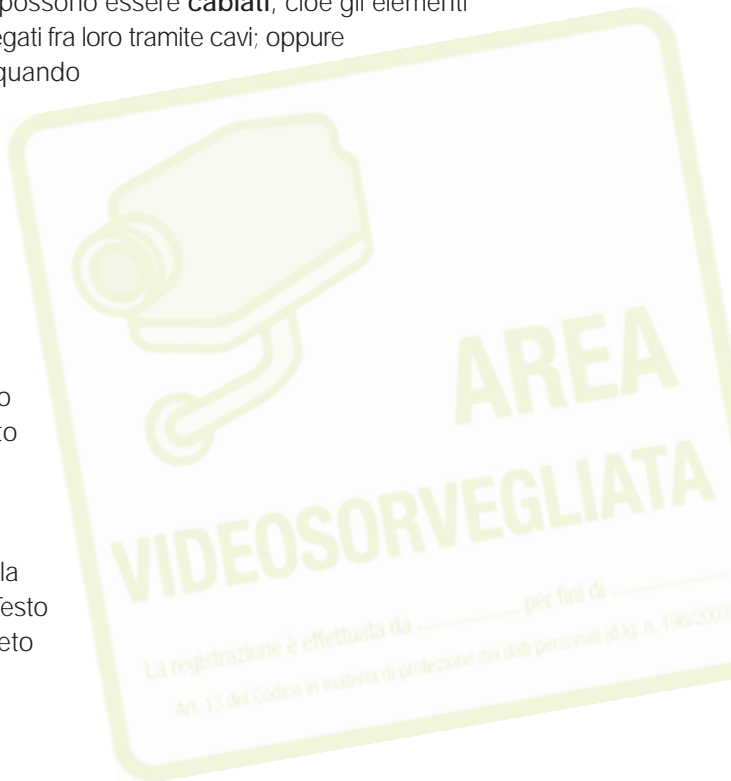 possono essere cablati, cioè gli elementi
gati fra loro tramite cavi; oppure
quando
o
to
la
Testo
eto
AREA
VIDEOSORVEGLIATA
La registrazione è effettuata da .................... per fini di ....................
Art. 13 del Codice in materia di protezione dei dati personali (d.lg. n. 196/2003)